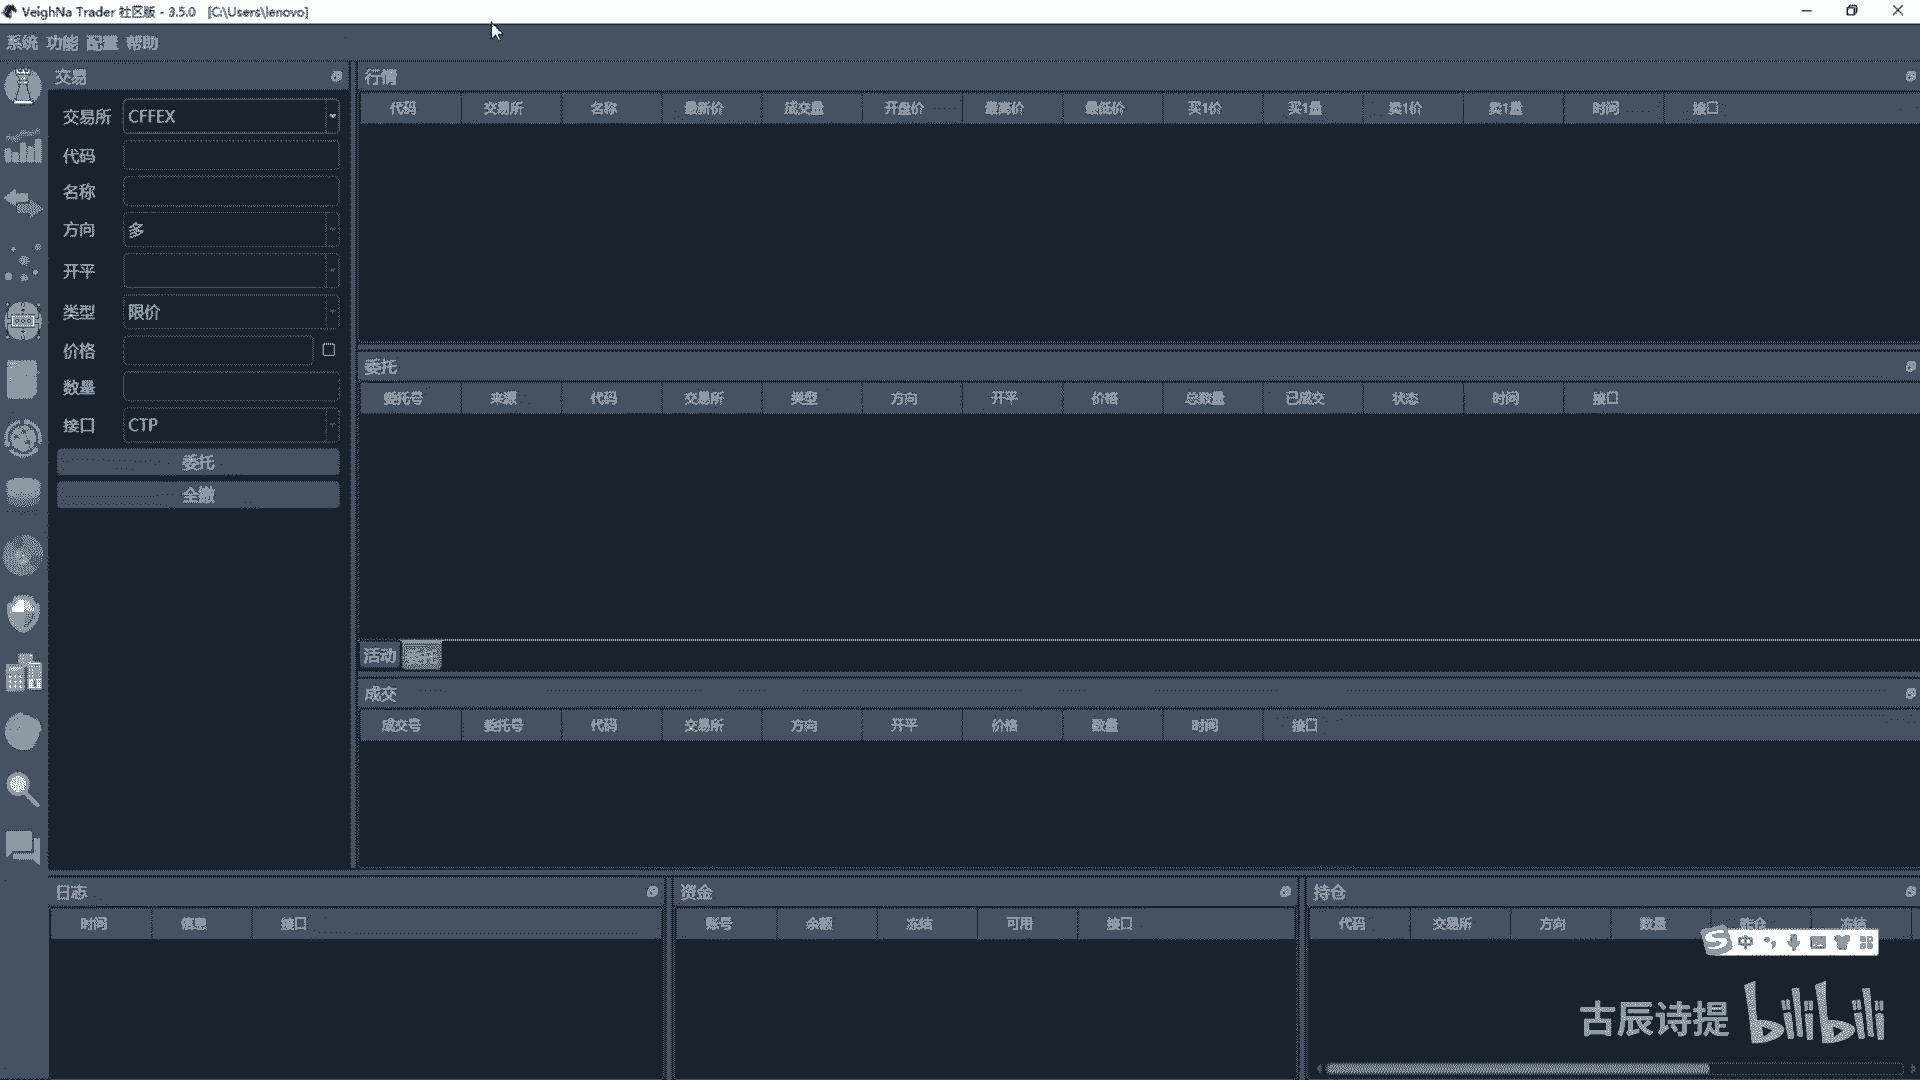 VeighNa Trader 社区版 - 3.5.0 [C:\Users\lenovo]
系统 功能 配置 帮助
交易
交易所 CFFEX
代码
名称
方向 多
开平
类型 限价
价格
数量
接口 CTP
委托
全撤
行情
代码 交易所 名称 最新价 成交量 开盘价 最高价 最低价 买1价 买1量 卖1价 卖1量 时间 接口
委托
委托号 来源 代码 交易所 类型 方向 开平 价格 总数量 已成交 状态 时间 接口
活动 委托
成交
成交号 委托号 代码 交易所 方向 开平 价格 数量 时间 接口
日志
时间 信息 接口
资金
账号 余额 冻结 可用 接口
持仓
代码 交易所 方向 数量 昨仓 冻结
S 中
古辰诗提 bilibili